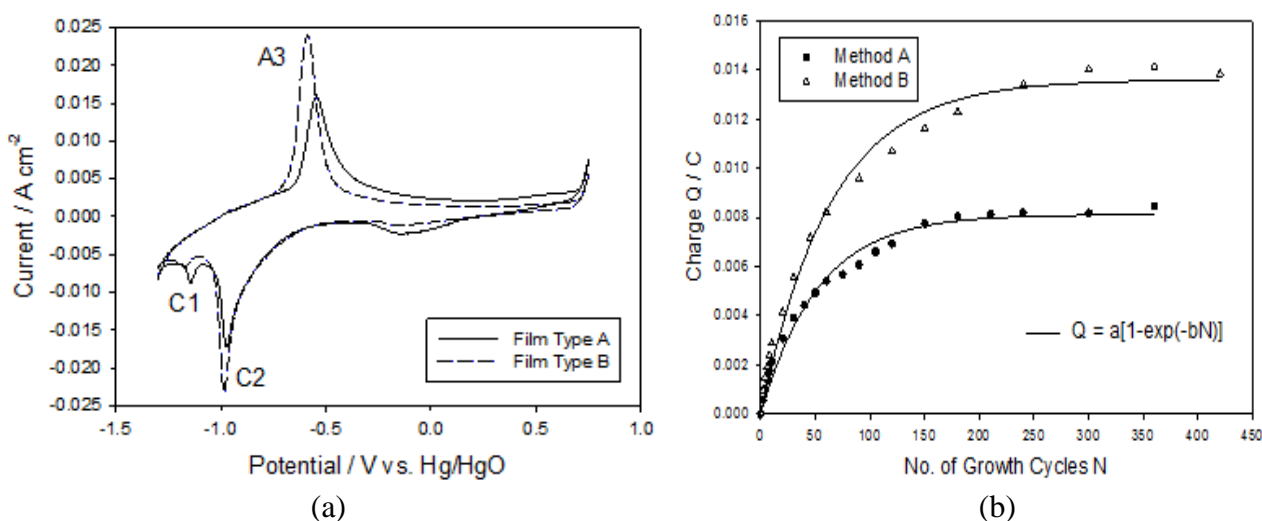 0.025
0.020
0.015
0.010
0.005
0.000
-0.005
-0.010
-0.015
-0.020
-0.025
Current / A cm-2
A3
C1
C2
Film Type A
Film Type B
-1.5
-1.0
-0.5
0.0
0.5
1.0
Potential / V vs. Hg/HgO
(a)
0.016
0.014
0.012
0.010
0.008
0.006
0.004
0.002
0.000
Charge Q / C
Method A
Method B
Q = a[1-exp(-bN)]
0
50
100
150
200
250
300
350
400
450
No. of Growth Cycles N
(b)